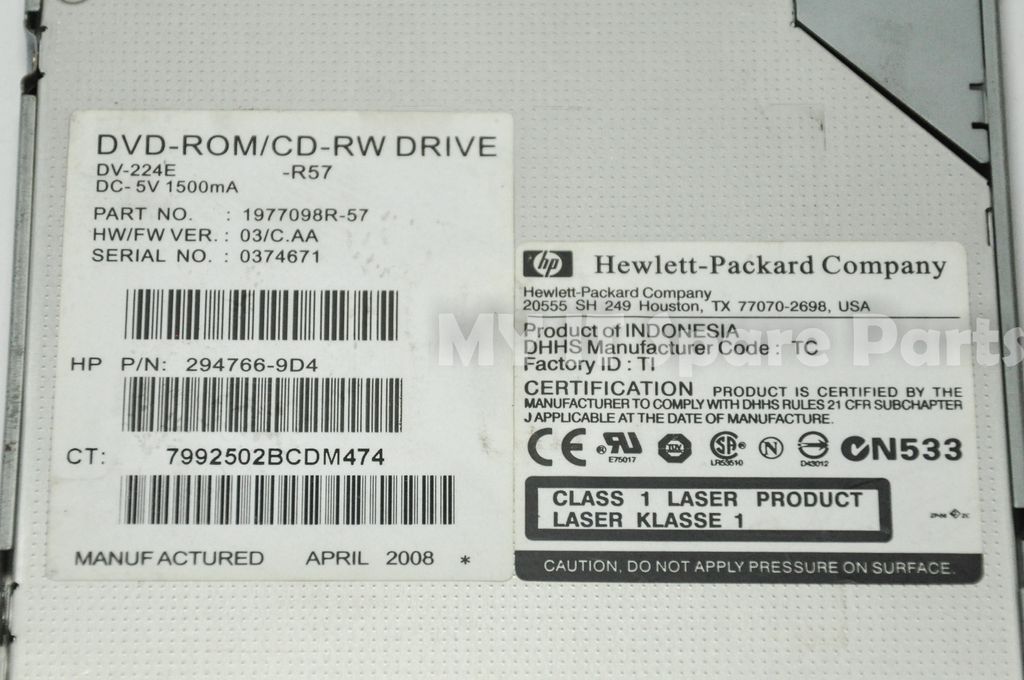 DVD-ROM/CD-RW DRIVE
DV-224E -R57
DC- 5V 1500mA
PART NO. : 1977098R-57
HW/FW VER. : 03/C.AA
SERIAL NO. : 0374671
HP P/N: 294766-9D4
CT: 7992502BCDM474
MANUFACTURED APRIL 2008 *
hp Hewlett-Packard Company
Hewlett-Packard Company
20555 SH 249 Houston, TX 77070-2698, USA
Product of INDONESIA
DHHS Manufacturer Code : TC
Factory ID : TI
CERTIFICATION PRODUCT IS CERTIFIED BY THE
MANUFACTURER TO COMPLY WITH DHHS RULES 21 CFR SUBCHAPTER
J APPLICABLE AT THE DATE OF MANUFACTURE.
CE N533
E75017 D43012
CLASS 1 LASER PRODUCT
LASER KLASSE 1
CAUTION, DO NOT APPLY PRESSURE ON SURFACE.
Spare Parts